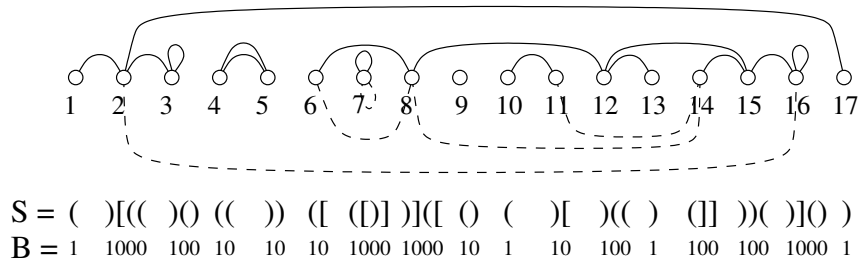 1 2 3 4 5 6 7 8 9 10 11 12 13 14 15 16 17
S = ( )[(( )() (( )) ([ ([)] )]([ () ( )[ )(( ) (]] ))( )]() )
B = 1 1000 100 10 10 10 1000 1000 10 1 10 100 1 100 100 1000 1